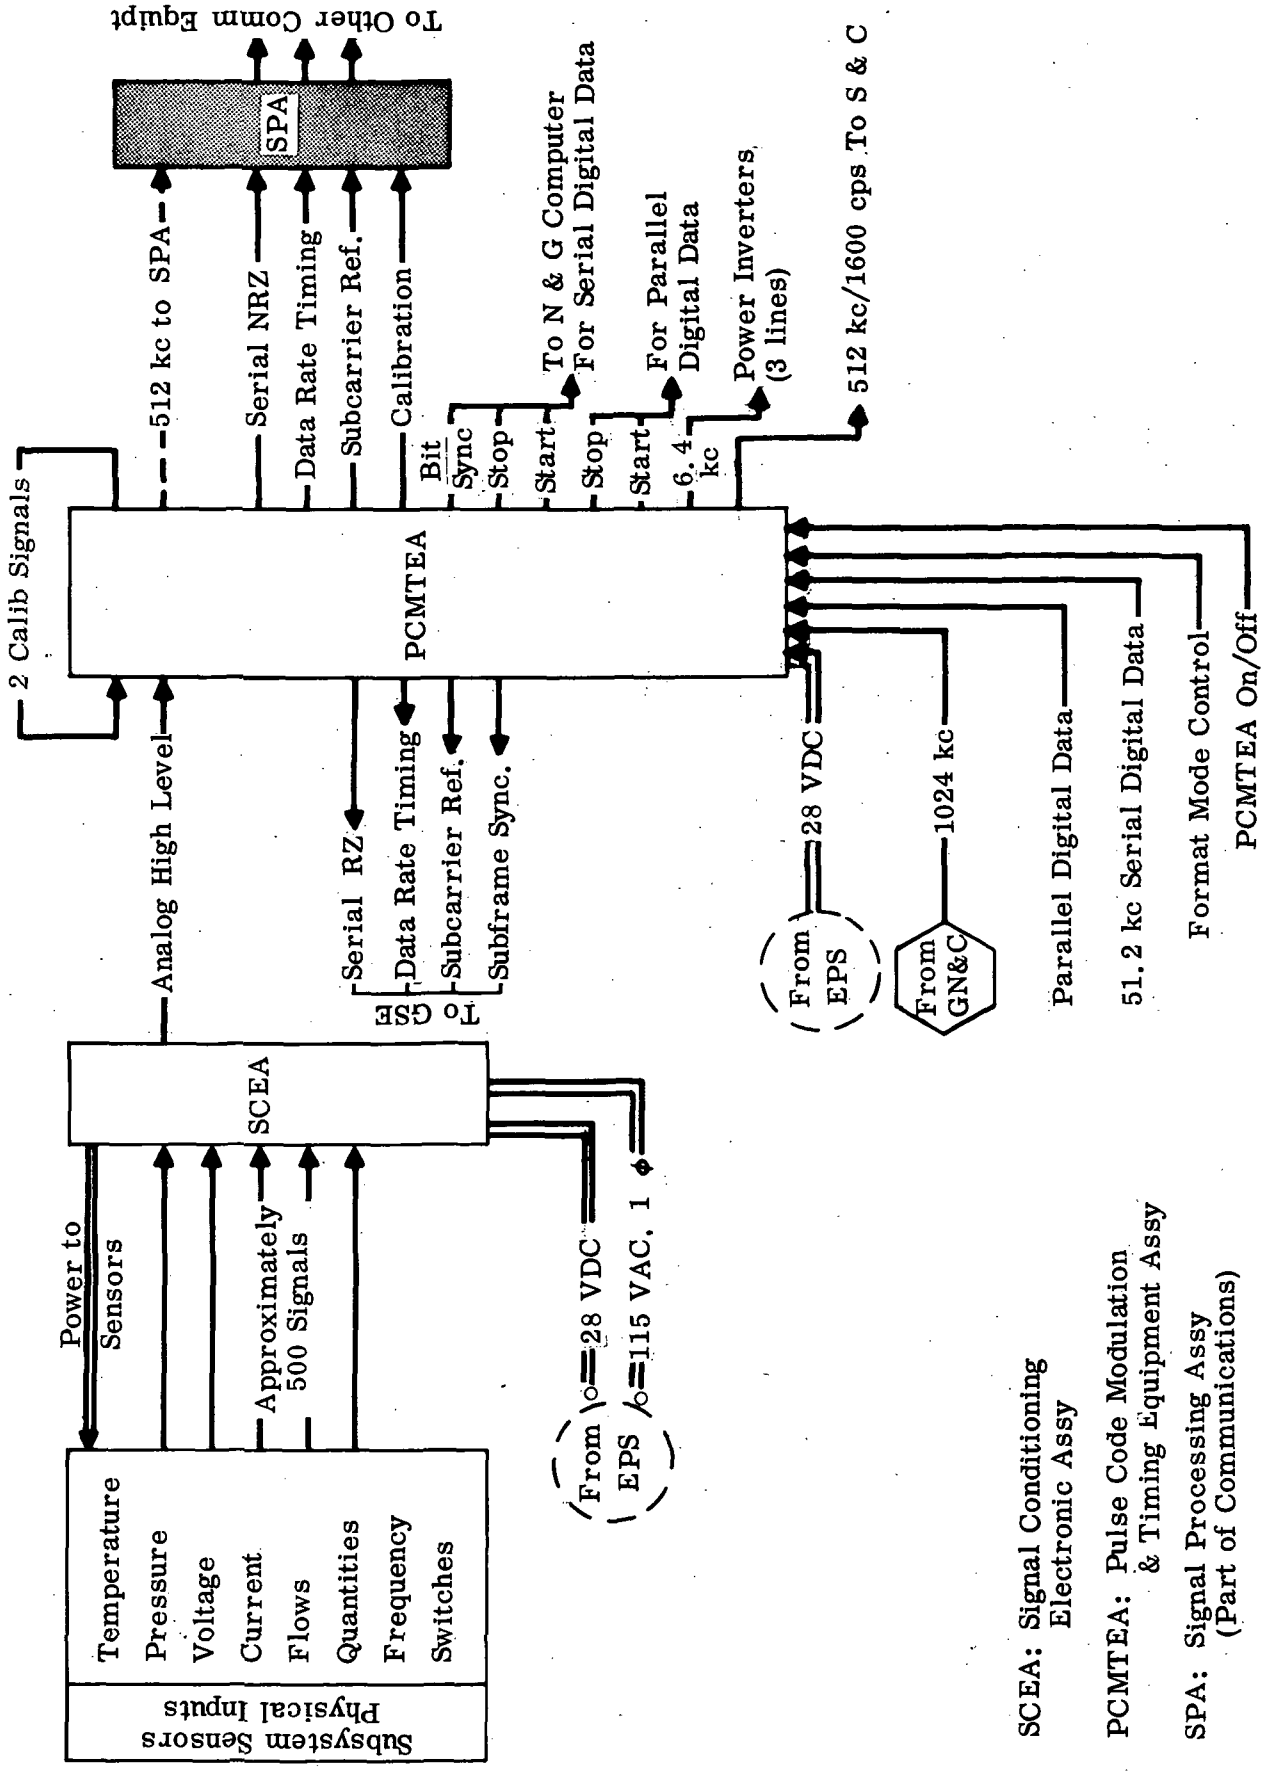 Subsystem Sensors
Physical Inputs
Temperature
Pressure
Voltage
Current
Flows
Quantities
Frequency
Switches
Power to
Sensors
Approximately
500 Signals
From
EPS
28 VDC
115 VAC, 1 ϕ
SCEA
Analog High Level
2 Calib Signals
To GSE
Serial RZ
Data Rate Timing
Subcarrier Ref.
Subframe Sync.
PCMTEA
From
EPS
28 VDC
From
GN&C
1024 kc
Parallel Digital Data
51.2 kc Serial Digital Data
Format Mode Control
PCMTEA On/Off
512 kc to SPA
Serial NRZ
Data Rate Timing
Subcarrier Ref.
Calibration
Bit
Sync
Stop
Start
Stop
Start
6.4
kc
SPA
To Other Comm Equipt
To N & G Computer
For Serial Digital Data
For Parallel
Digital Data
Power Inverters
(3 lines)
512 kc/1600 cps To S & C
SCEA: Signal Conditioning
Electronic Assy
PCMTEA: Pulse Code Modulation
& Timing Equipment Assy
SPA: Signal Processing Assy
(Part of Communications)